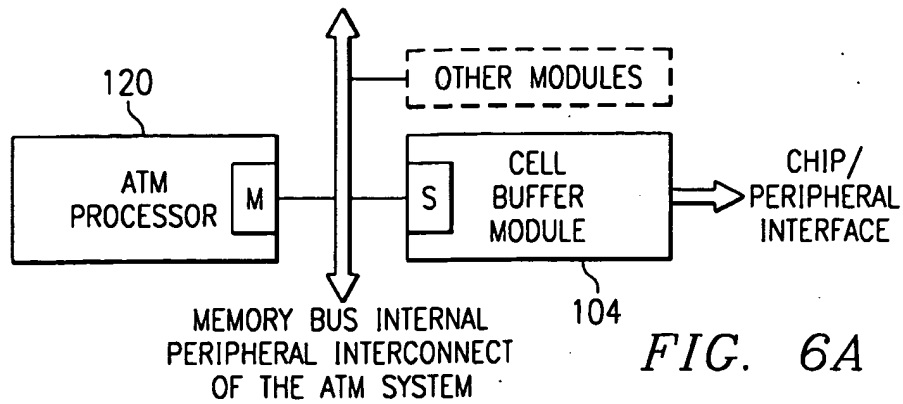 120
OTHER MODULES
ATM
PROCESSOR
M
S
CELL
BUFFER
MODULE
CHIP/
PERIPHERAL
INTERFACE
104
MEMORY BUS INTERNAL
PERIPHERAL INTERCONNECT
OF THE ATM SYSTEM
FIG. 6A